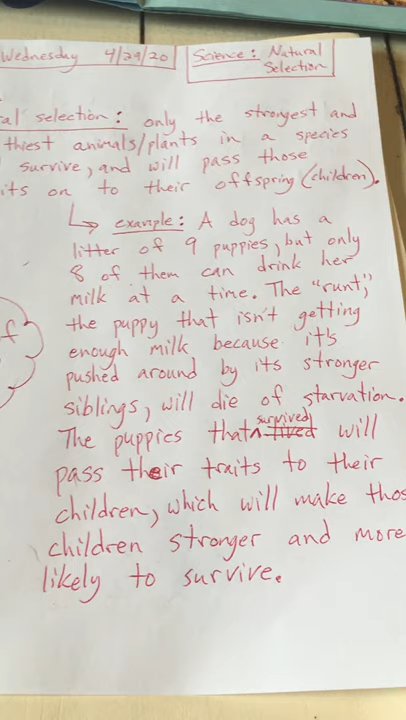 Wednesday 4/29/20 Science: Natural
Selection
al selection: only the strongest and
thiest animals/plants in a species
survive, and will pass those
its on to their offspring (children).
example: A dog has a
litter of 9 puppies, but only
8 of them can drink her
milk at a time. The "runt,"
the puppy that isn't getting
enough milk because it's
pushed around by its stronger
siblings, will die of starvation.
The puppies that survived lived will
pass their traits to their
children, which will make thos
children stronger and more
likely to survive.
f